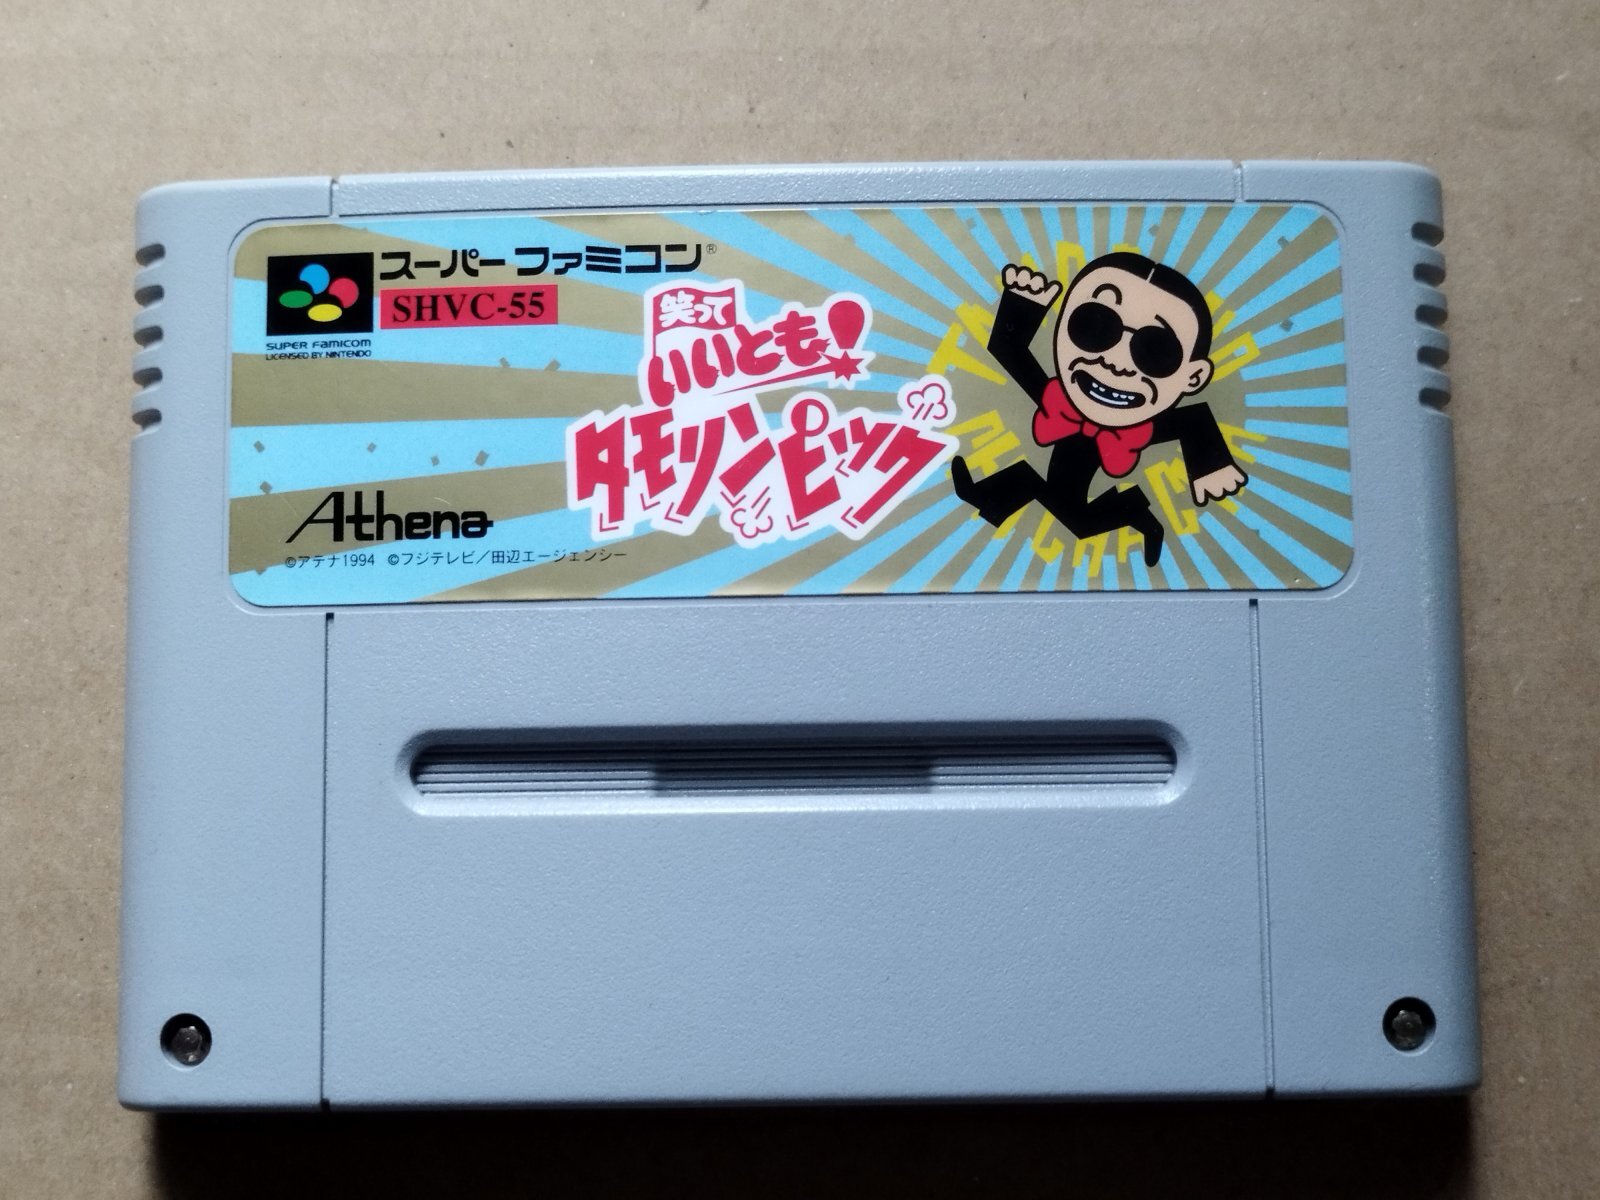 スーパーファミコン®
SHVC-55
SUPER FAMICOM
LICENSED BY NINTENDO
笑って
いいとも!
タモリンピック
Athena
©アテナ1994 ©フジテレビ/田辺エージェンシー